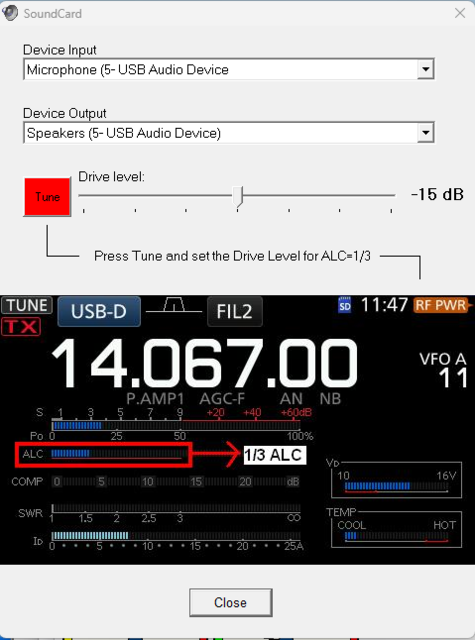 SoundCard
Device Input
Microphone (5- USB Audio Device
Device Output
Speakers (5- USB Audio Device)
Drive level:
Tune
-15 dB
Press Tune and set the Drive Level for ALC=1/3
TUNE USB-D FIL2 SD 11:47 RF PWR
TX
14.067.00
VFO A
11
P.AMP1 AGC-F AN NB
S 1 3 5 7 9 +20 +40 +60dB
Po 0 25 50 100%
ALC 1/3 ALC
COMP 0 5 10 15 20 dB
SWR 1 1.5 2 2.5 3 ∞
ID 0 5 10 15 20 25A
VD
10 16V
TEMP
COOL HOT
Close